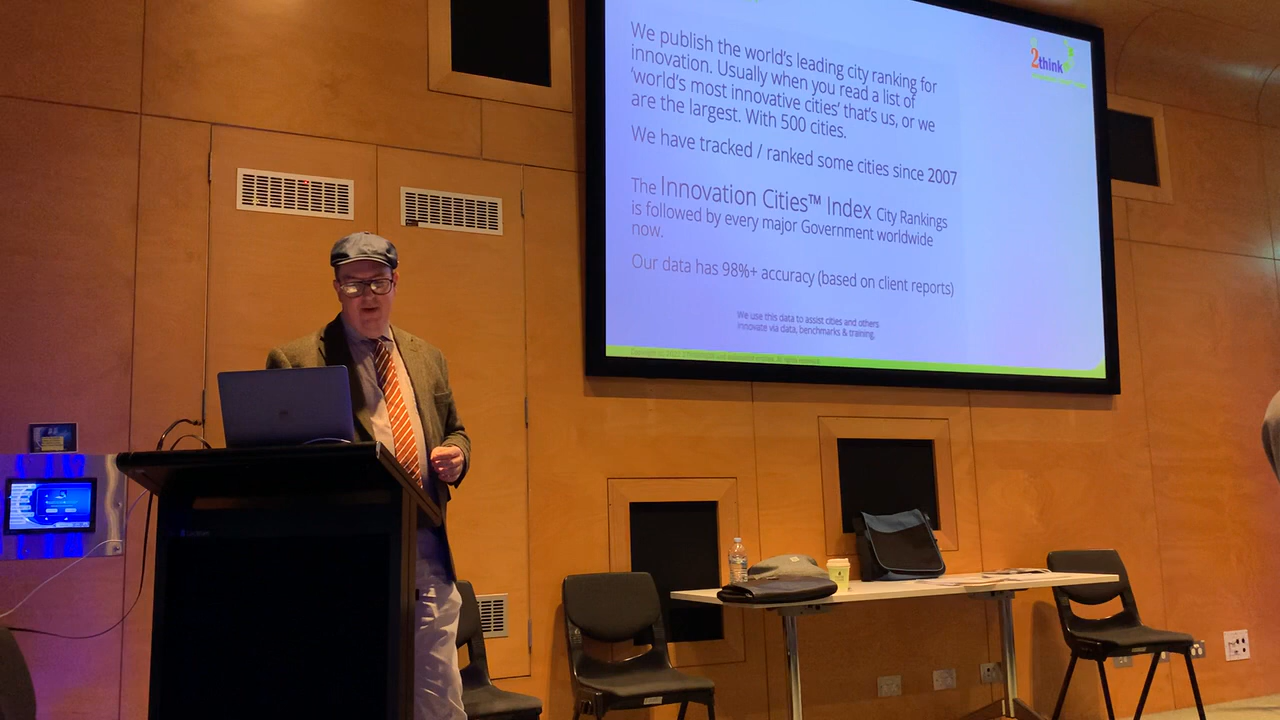 2think
We publish the world's leading city ranking for
innovation. Usually when you read a list of
'world's most innovative cities' that's us, or we
are the largest. With 500 cities.
We have tracked / ranked some cities since 2007
The Innovation Cities™ Index City Rankings
is followed by every major Government worldwide
now.
Our data has 98%+ accuracy (based on client reports)
We use this data to assist cities and others
innovate via data, benchmarks & training.